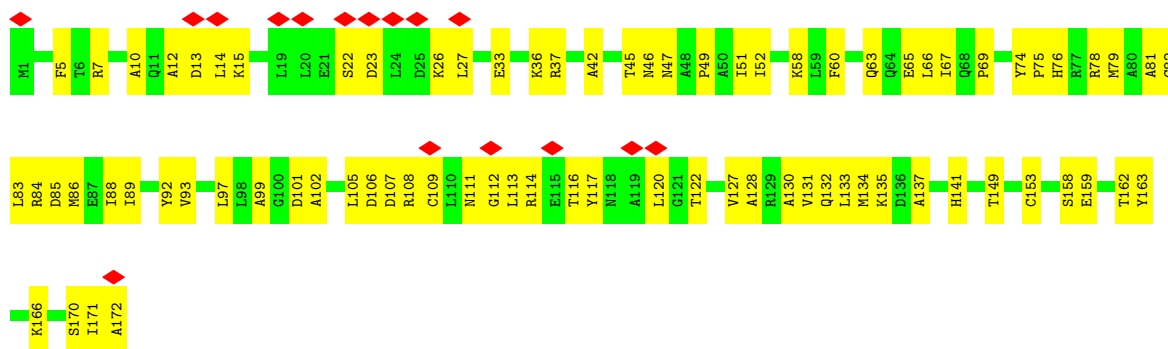 M1 F5 T6 R7 A10 Q11 A12 D13 L14 K15 L19 L20 E21 S22 D23 L24 D25 K26 L27 E33 K36 R37 A42 T45 N46 N47 A48 P49 A50 I51 I52 K58 L59 F60 Q63 Q64 E65 L66 I67 Q68 P69 Y74 P75 H76 R77 R78 M79 A80 A81
L83 R84 D85 M86 E87 I88 I89 Y92 V93 L97 L98 A99 G100 D101 A102 L105 D106 D107 R108 C109 L110 N111 G112 L113 R114 E115 T116 Y117 N118 A119 L120 G121 T122 V127 A128 R129 A130 V131 Q132 L133 M134 K135 D136 A137 H141 T149 C153 S158 E159 T162 Y163
K166 S170 I171 A172